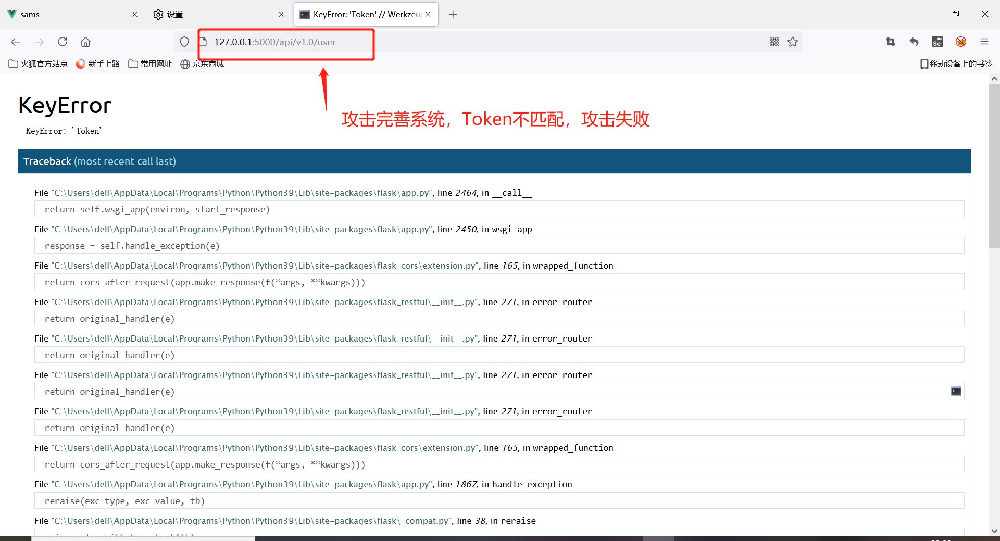 sams
设置
KeyError: 'Token' // Werkzeug
127.0.0.1:5000/api/v1.0/user
Se
火狐官方站点
新手上路
常用网址
京东商城
移动设备上的书签
KeyError
KeyError: 'Token'
攻击完善系统，Token不匹配，攻击失败
Traceback (most recent call last)
File "C:\Users\dell\AppData\Local\Programs\Python\Python39\Lib\site-packages\flask\app.py", line 2464, in __call__
return self.wsgi_app(environ, start_response)
File "C:\Users\dell\AppData\Local\Programs\Python\Python39\Lib\site-packages\flask\app.py", line 2450, in wsgi_app
response = self.handle_exception(e)
File "C:\Users\dell\AppData\Local\Programs\Python\Python39\Lib\site-packages\flask_cors\extension.py", line 165, in wrapped_function
return cors_after_request(app.make_response(f(*args, **kwargs)))
File "C:\Users\dell\AppData\Local\Programs\Python\Python39\Lib\site-packages\flask_restful\__init__.py", line 271, in error_router
return original_handler(e)
File "C:\Users\dell\AppData\Local\Programs\Python\Python39\Lib\site-packages\flask_restful\__init__.py", line 271, in error_router
return original_handler(e)
File "C:\Users\dell\AppData\Local\Programs\Python\Python39\Lib\site-packages\flask_restful\__init__.py", line 271, in error_router
return original_handler(e)
File "C:\Users\dell\AppData\Local\Programs\Python\Python39\Lib\site-packages\flask_restful\__init__.py", line 271, in error_router
return original_handler(e)
File "C:\Users\dell\AppData\Local\Programs\Python\Python39\Lib\site-packages\flask_cors\extension.py", line 165, in wrapped_function
return cors_after_request(app.make_response(f(*args, **kwargs)))
File "C:\Users\dell\AppData\Local\Programs\Python\Python39\Lib\site-packages\flask\app.py", line 1867, in handle_exception
reraise(exc_type, exc_value, tb)
File "C:\Users\dell\AppData\Local\Programs\Python\Python39\Lib\site-packages\flask\_compat.py", line 38, in reraise
raise value.with_traceback(tb)